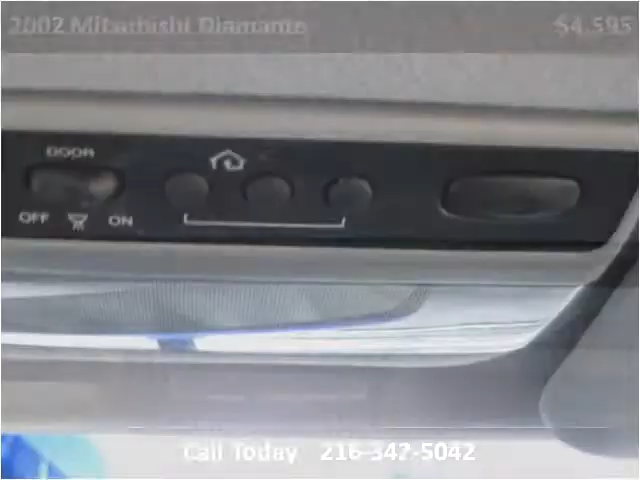 2002 Mitsubishi Diamante $4,595
DOOR
OFF ON
Call Today 216-347-5042